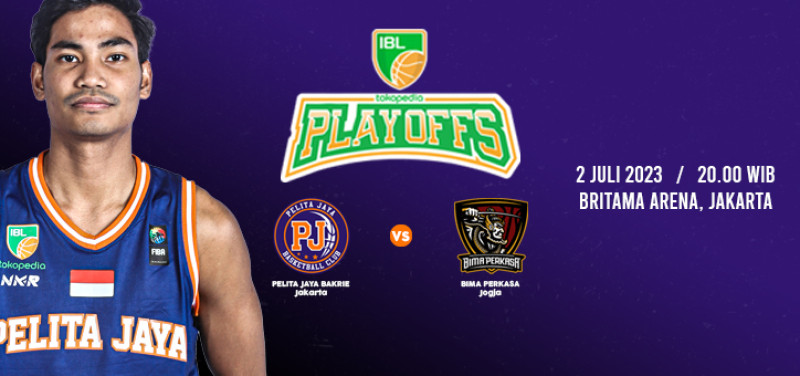 IBL
tokopedia
PLAYOFFS
2 JULI 2023 / 20.00 WIB
BRITAMA ARENA, JAKARTA
PELITA JAYA
PJ
BASKETBALL CLUB
VS
BIMA PERKASA
PELITA JAYA BAKRIE
jakarta
BIMA PERKASA
jogja
IBL
tokopedia
FIBA
NKR
PELITA JAYA